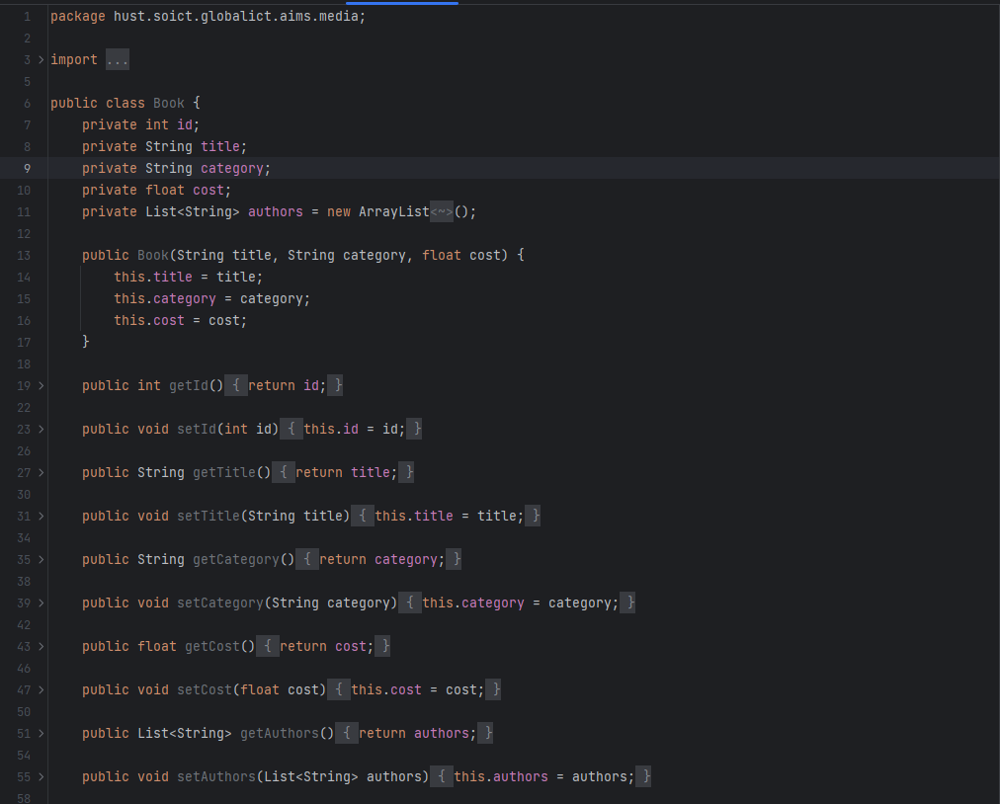 1 package hust.soict.globalict.aims.media;
2
3 import ...
5
6 public class Book {
7 private int id;
8 private String title;
9 private String category;
10 private float cost;
11 private List<String> authors = new ArrayList<~>();
12
13 public Book(String title, String category, float cost) {
14 this.title = title;
15 this.category = category;
16 this.cost = cost;
17 }
18
19 public int getId() { return id; }
22
23 public void setId(int id) { this.id = id; }
26
27 public String getTitle() { return title; }
30
31 public void setTitle(String title) { this.title = title; }
34
35 public String getCategory() { return category; }
38
39 public void setCategory(String category) { this.category = category; }
42
43 public float getCost() { return cost; }
46
47 public void setCost(float cost) { this.cost = cost; }
50
51 public List<String> getAuthors() { return authors; }
54
55 public void setAuthors(List<String> authors) { this.authors = authors; }
58